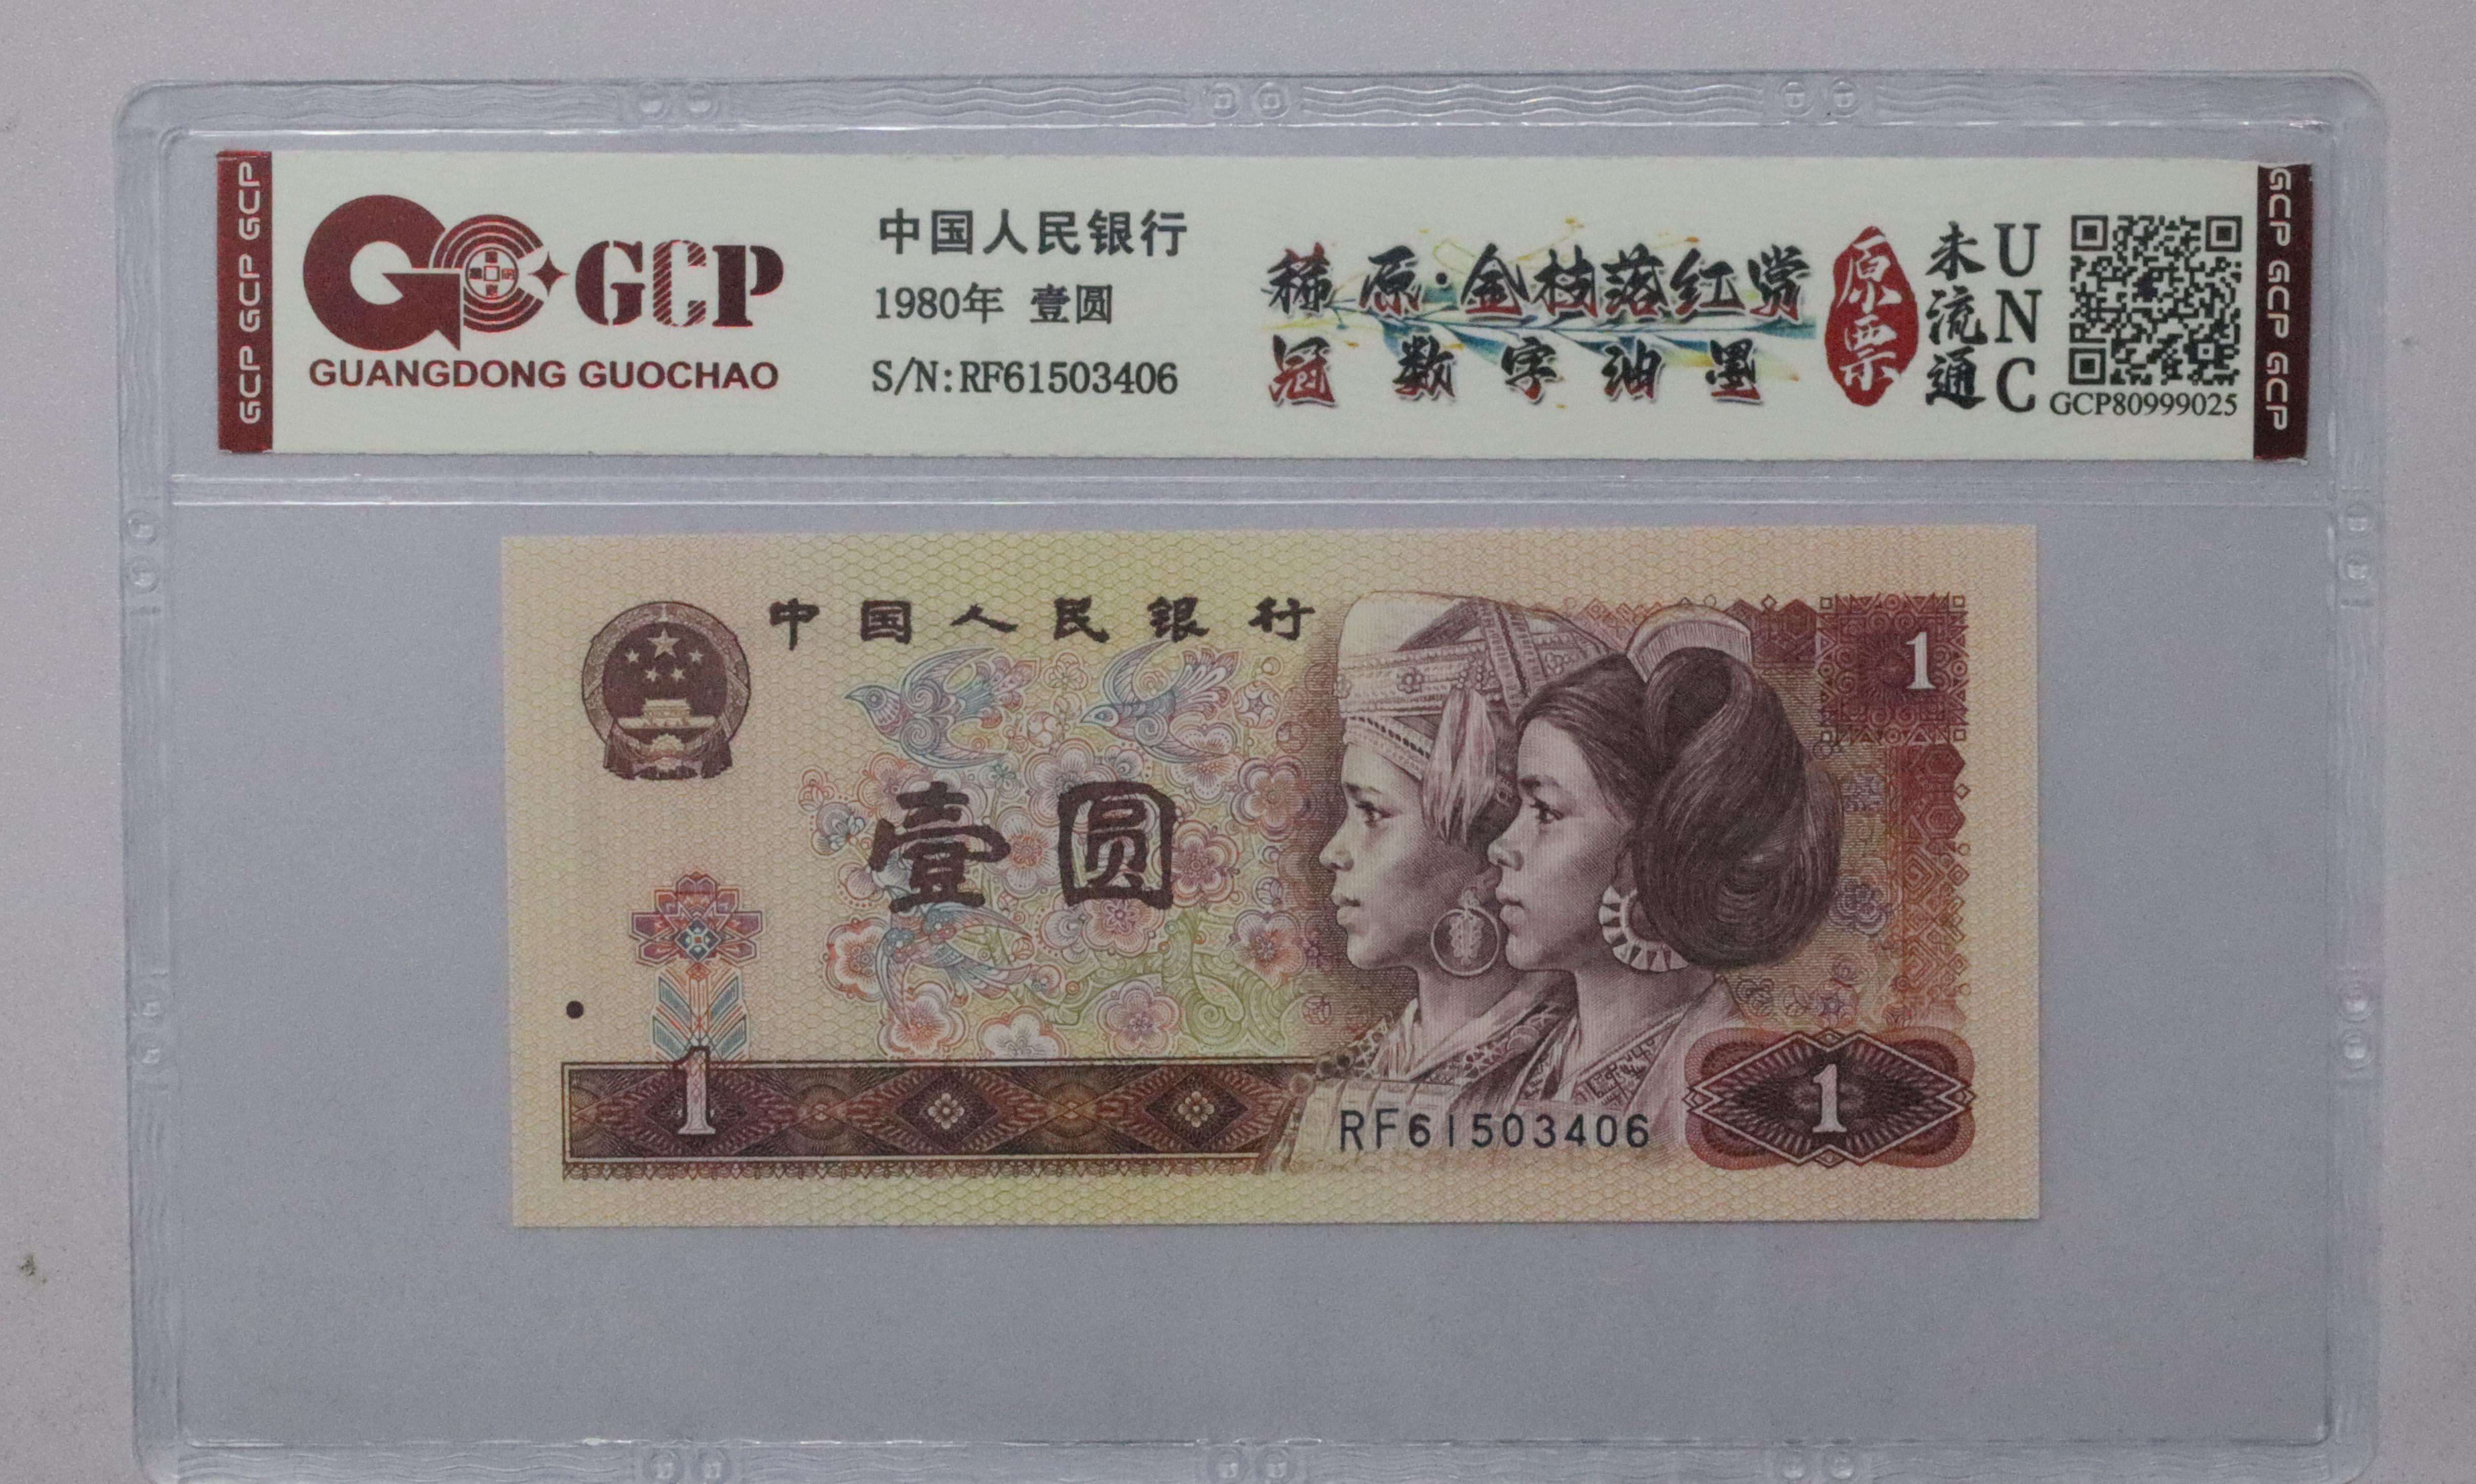 GCP GCP GCP
GCP
GUANGDONG GUOCHAO
中国人民银行
1980年 壹圆
S/N:RF61503406
稀原·金枝落红赏
冠数字油墨
原票
未流通
UNC
GCP80999025
GCP GCP GCP
中国人民银行
1
壹圆
1
RF61503406
1